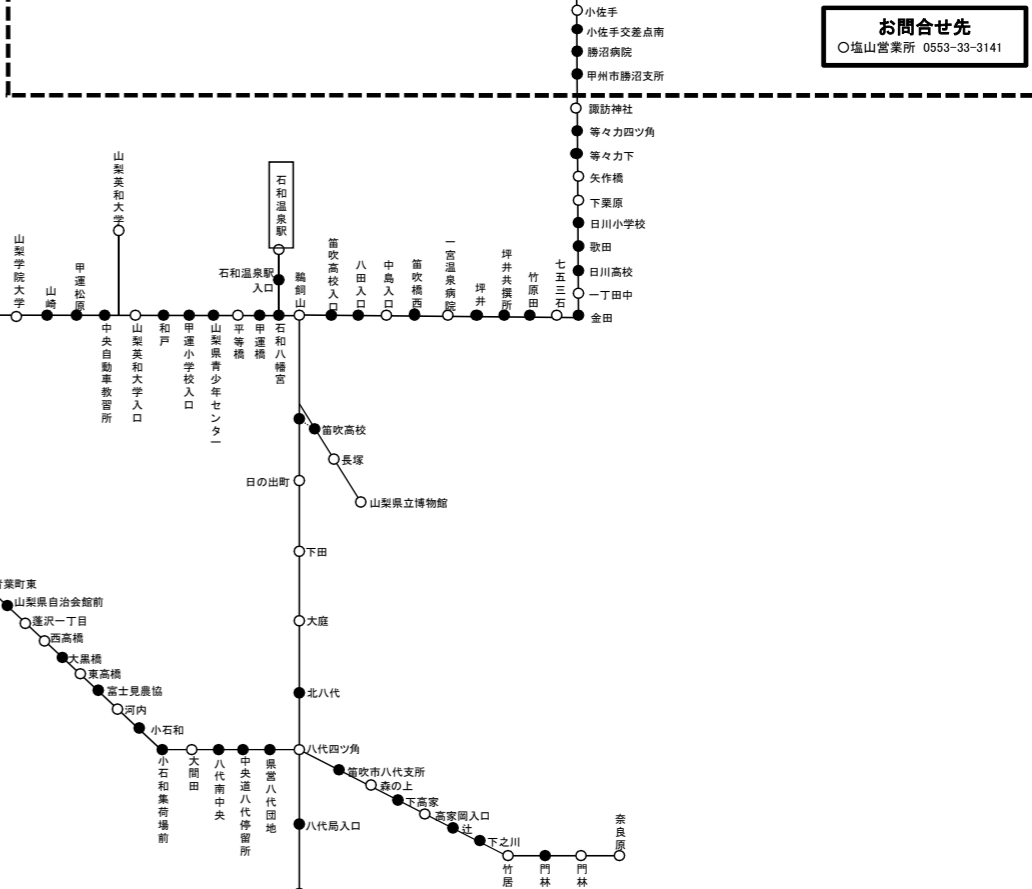 お問合せ先
〇塩山営業所 0553-33-3141
小佐手
小佐手交差点南
勝沼病院
甲州市勝沼支所
諏訪神社
等々力四ツ角
等々力下
矢作橋
下栗原
日川小学校
歌田
日川高校
一丁田中
金田
山梨学院大学
山崎
甲運松原
中央自動車教習所
山梨英和大学
山梨英和大学入口
和戸
甲運小学校入口
山梨県青少年センター
平等橋
甲運橋
石和温泉駅
石和温泉駅
入口
石和八幡宮
鵜飼山
笛吹高校入口
八田入口
中島入口
笛吹橋西
一宮温泉病院
坪井
坪井共撰所
竹原田
七五三石
笛吹高校
長塚
山梨県立博物館
日の出町
下田
大庭
北八代
八代四ツ角
八代局入口
葉町東
山梨県自治会館前
蓬沢一丁目
西高橋
大黒橋
東高橋
富士見農協
河内
小石和
小石和集荷場前
大間田
八代南中央
中央道八代停留所
県営八代団地
笛吹市八代支所
森の上
下高家
高家岡入口
辻
下之川
竹居
門林
門林
奈良原